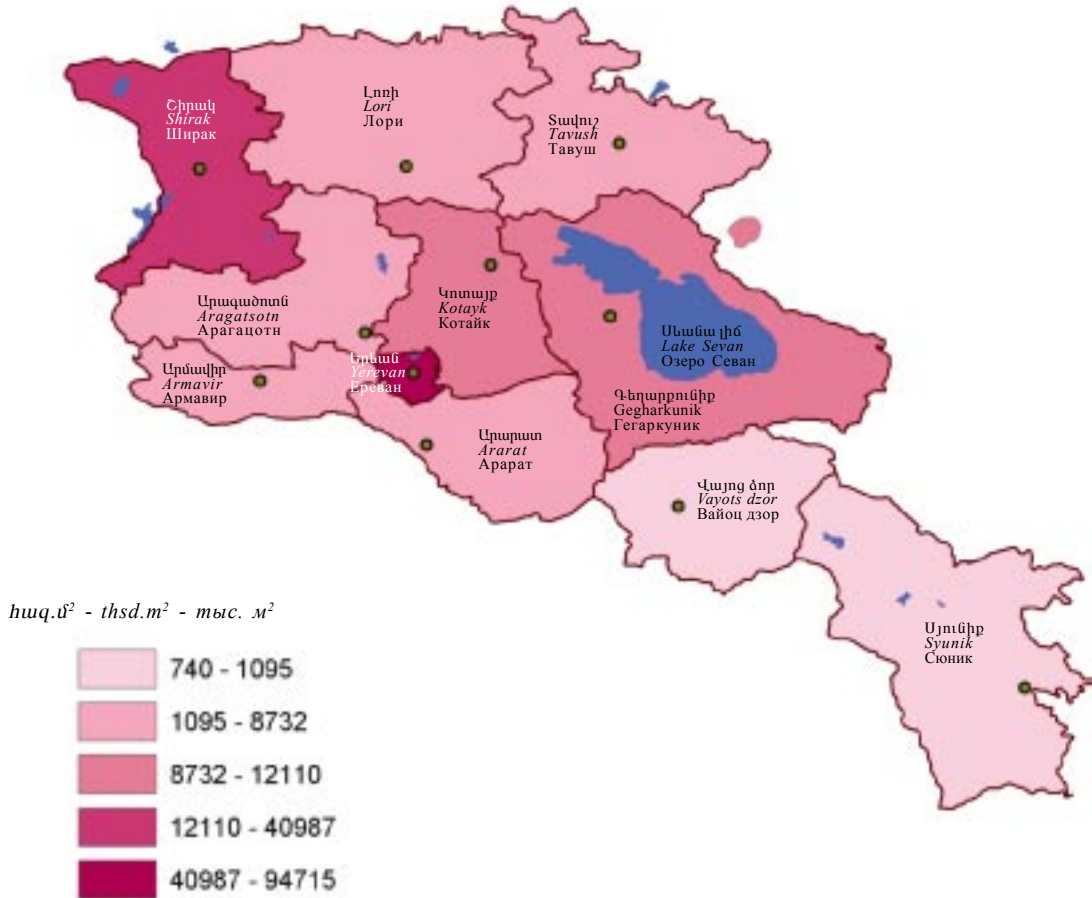 Շիրակ
Shirak
Ширак
Լոռի
Lori
Лори
Տավուշ
Tavush
Тавуш
Արագածոտն
Aragatsotn
Арагацотн
Կոտայք
Kotayk
Котайк
Սևանա լիճ
Lake Sevan
Озеро Севан
Արմավիր
Armavir
Армавир
Երևան
Yerevan
Ереван
Գեղարքունիք
Gegharkunik
Гегаркуник
Արարատ
Ararat
Арарат
Վայոց ձոր
Vayots dzor
Вайоц дзор
Սյունիք
Syunik
Сюник
հազ.մ² - thsd.m² - тыс. м²
740 - 1095
1095 - 8732
8732 - 12110
12110 - 40987
40987 - 94715